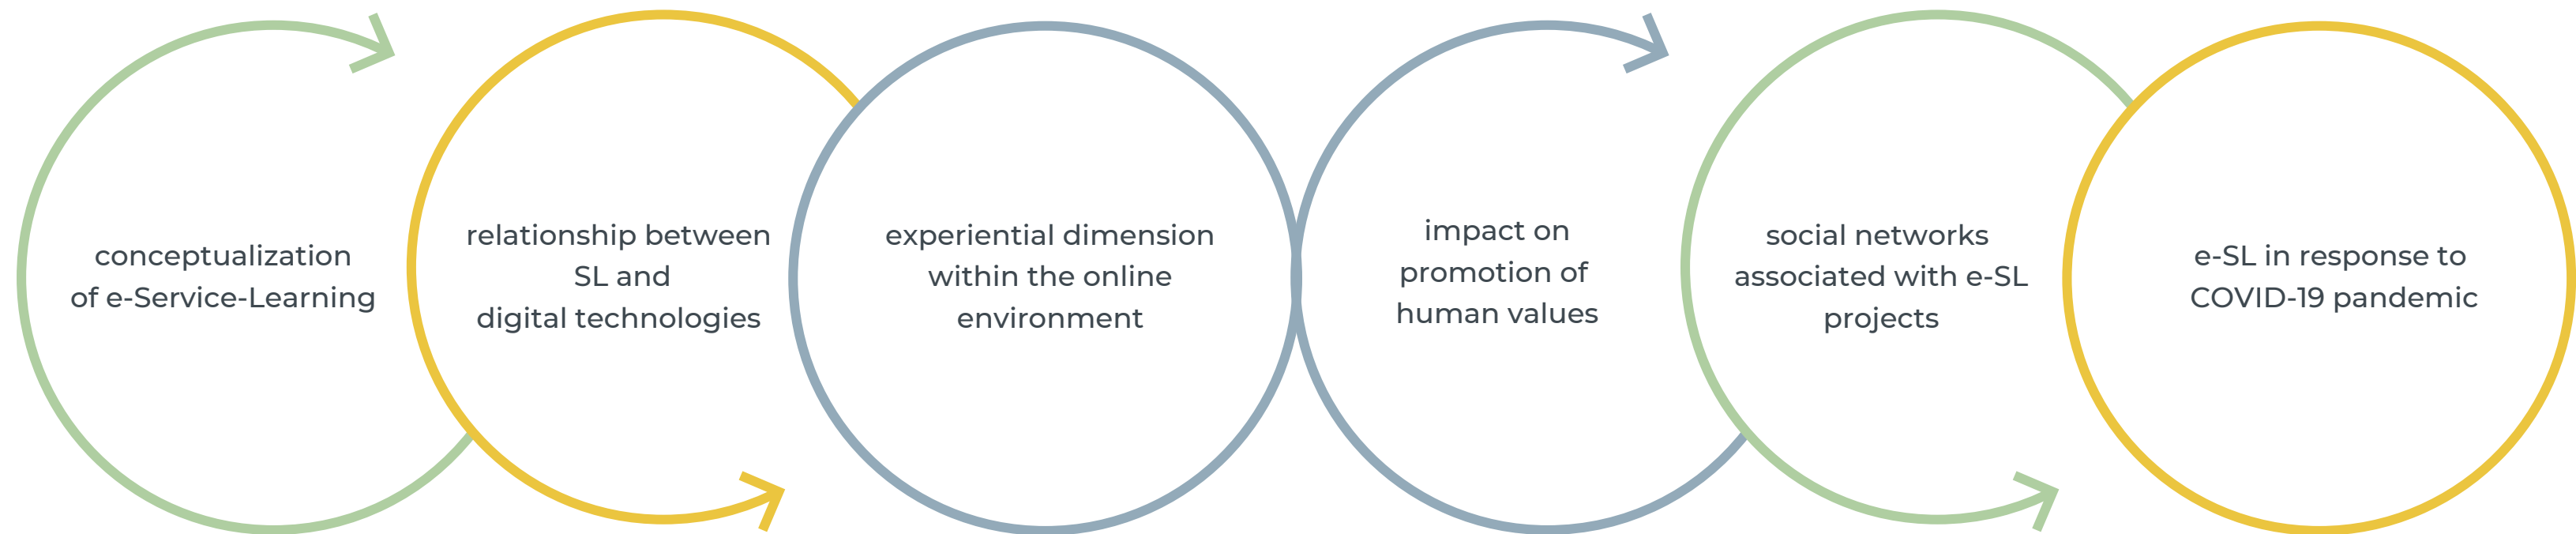 conceptualization
of e-Service-Learning
relationship between
SL and
digital technologies
experiential dimension
within the online
environment
impact on
promotion of
human values
social networks
associated with e-SL
projects
e-SL in response to
COVID-19 pandemic